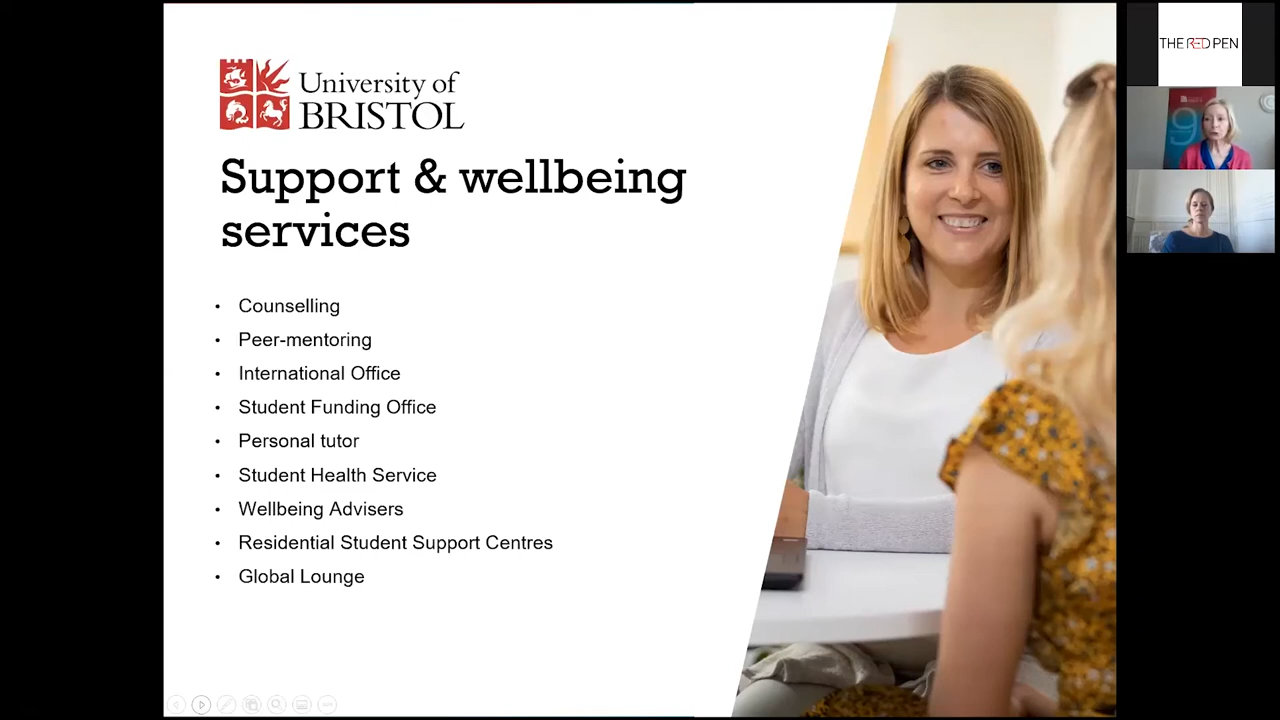 University of
BRISTOL
Support & wellbeing
services
• Counselling
• Peer-mentoring
• International Office
• Student Funding Office
• Personal tutor
• Student Health Service
• Wellbeing Advisers
• Residential Student Support Centres
• Global Lounge
THE RED PEN
9